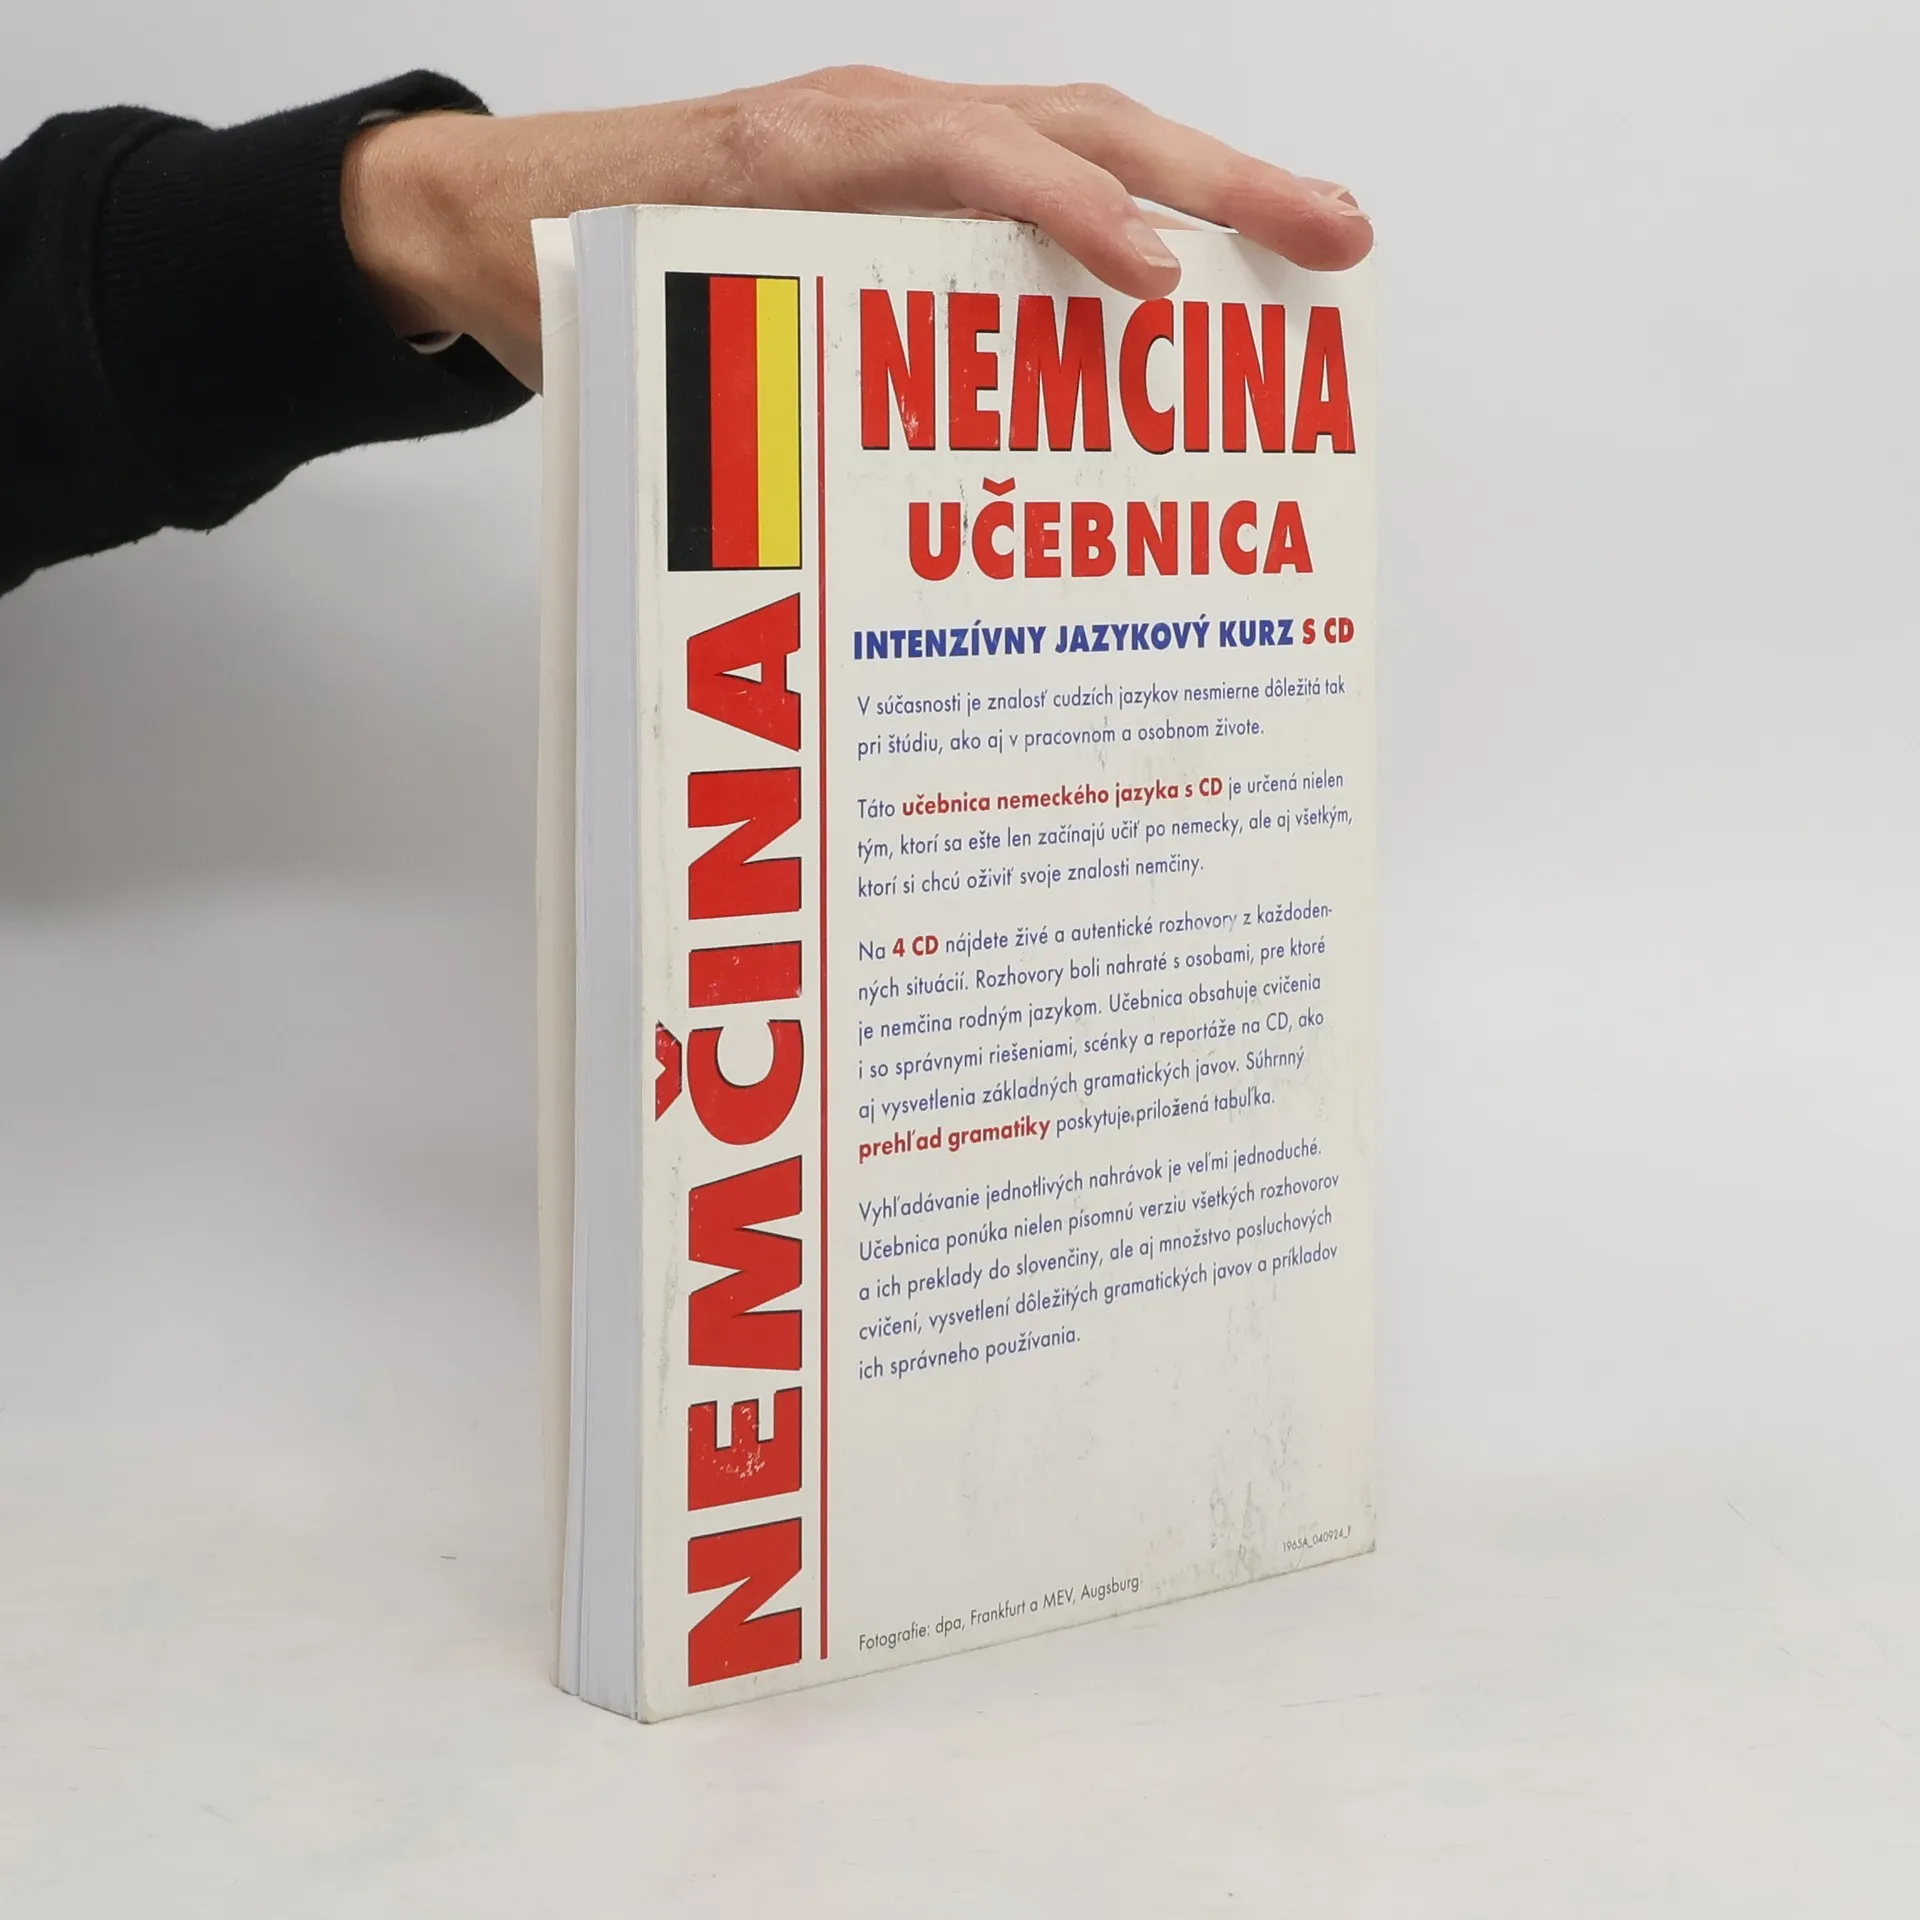 NEMČINA
NEMČINA
UČEBNICA
INTENZÍVNY JAZYKOVÝ KURZ S CD
V súčasnosti je znalosť cudzích jazykov nesmierne dôležitá tak
pri štúdiu, ako aj v pracovnom a osobnom živote.
Táto učebnica nemeckého jazyka s CD je určená nielen
tým, ktorí sa ešte len začínajú učiť po nemecky, ale aj všetkým,
ktorí si chcú oživiť svoje znalosti nemčiny.
Na 4 CD nájdete živé a autentické rozhovory z každoden-
ných situácií. Rozhovory boli nahraté s osobami, pre ktoré
je nemčina rodným jazykom. Učebnica obsahuje cvičenia
i so správnymi riešeniami, scénky a reportáže na CD, ako
aj vysvetlenia základných gramatických javov. Súhrnný
prehľad gramatiky poskytuje priložená tabuľka.
Vyhľadávanie jednotlivých nahrávok je veľmi jednoduché.
Učebnica ponúka nielen písomnú verziu všetkých rozhovorov
a ich preklady do slovenčiny, ale aj množstvo posluchových
cvičení, vysvetlení dôležitých gramatických javov a príkladov
ich správneho používania.
1965A_040924_F
Fotografie: dpa, Frankfurt a MEV, Augsburg